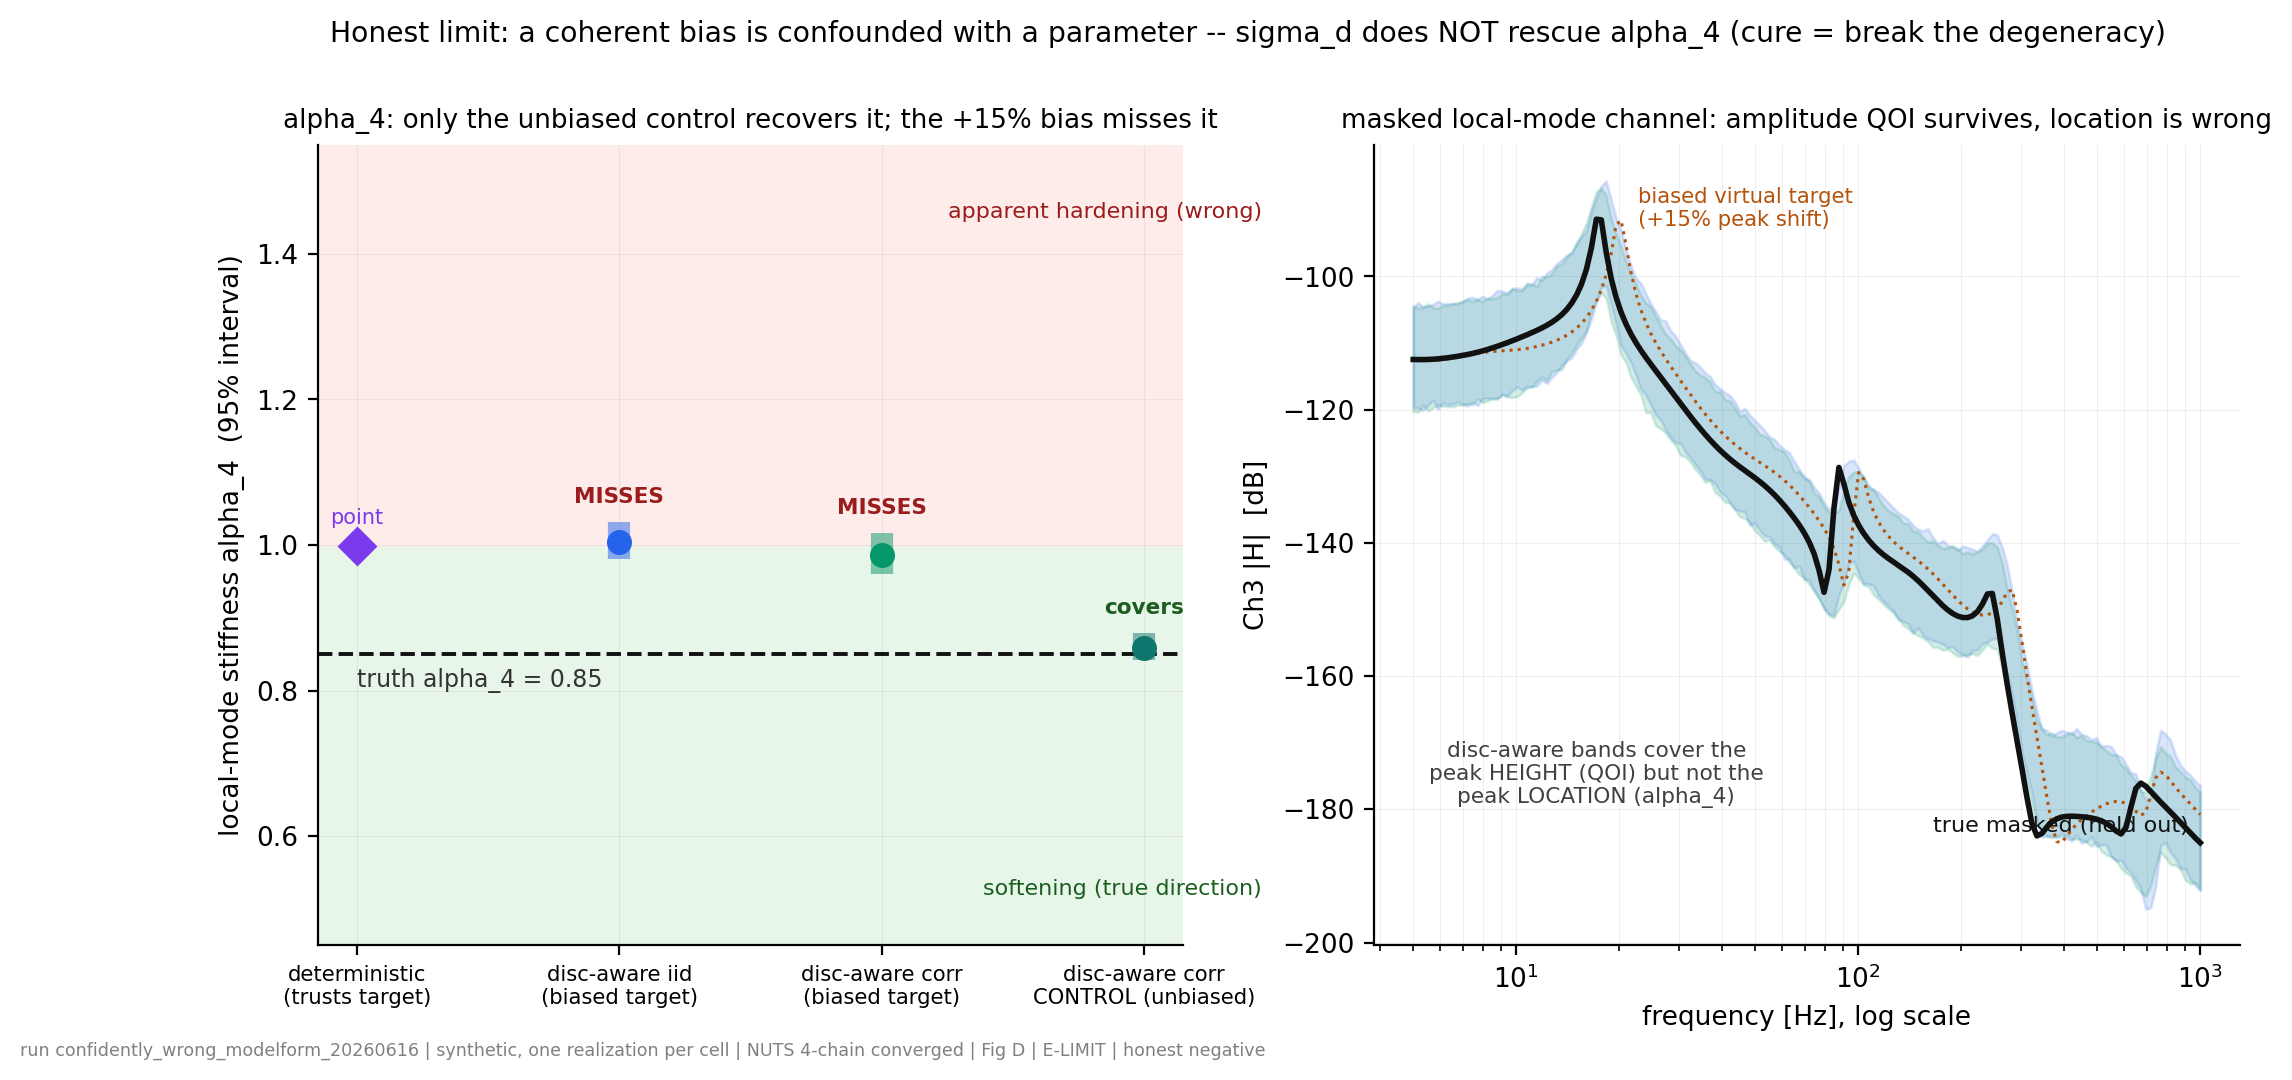 Honest limit: a coherent bias is confounded with a parameter -- sigma_d does NOT rescue alpha_4 (cure = break the degeneracy)
alpha_4: only the unbiased control recovers it; the +15% bias misses it
local-mode stiffness alpha_4  (95% interval)
1.4
1.2
1.0
0.8
0.6
apparent hardening (wrong)
point
MISSES
MISSES
covers
truth alpha_4 = 0.85
softening (true direction)
deterministic
(trusts target)
disc-aware iid
(biased target)
disc-aware corr
(biased target)
disc-aware corr
CONTROL (unbiased)
masked local-mode channel: amplitude QOI survives, location is wrong
Ch3 |H|  [dB]
−100
−120
−140
−160
−180
−200
biased virtual target
(+15% peak shift)
disc-aware bands cover the
peak HEIGHT (QOI) but not the
peak LOCATION (alpha_4)
true masked (held out)
10¹
10²
10³
frequency [Hz], log scale
run confidently_wrong_modelform_20260616 | synthetic, one realization per cell | NUTS 4-chain converged | Fig D | E-LIMIT | honest negative